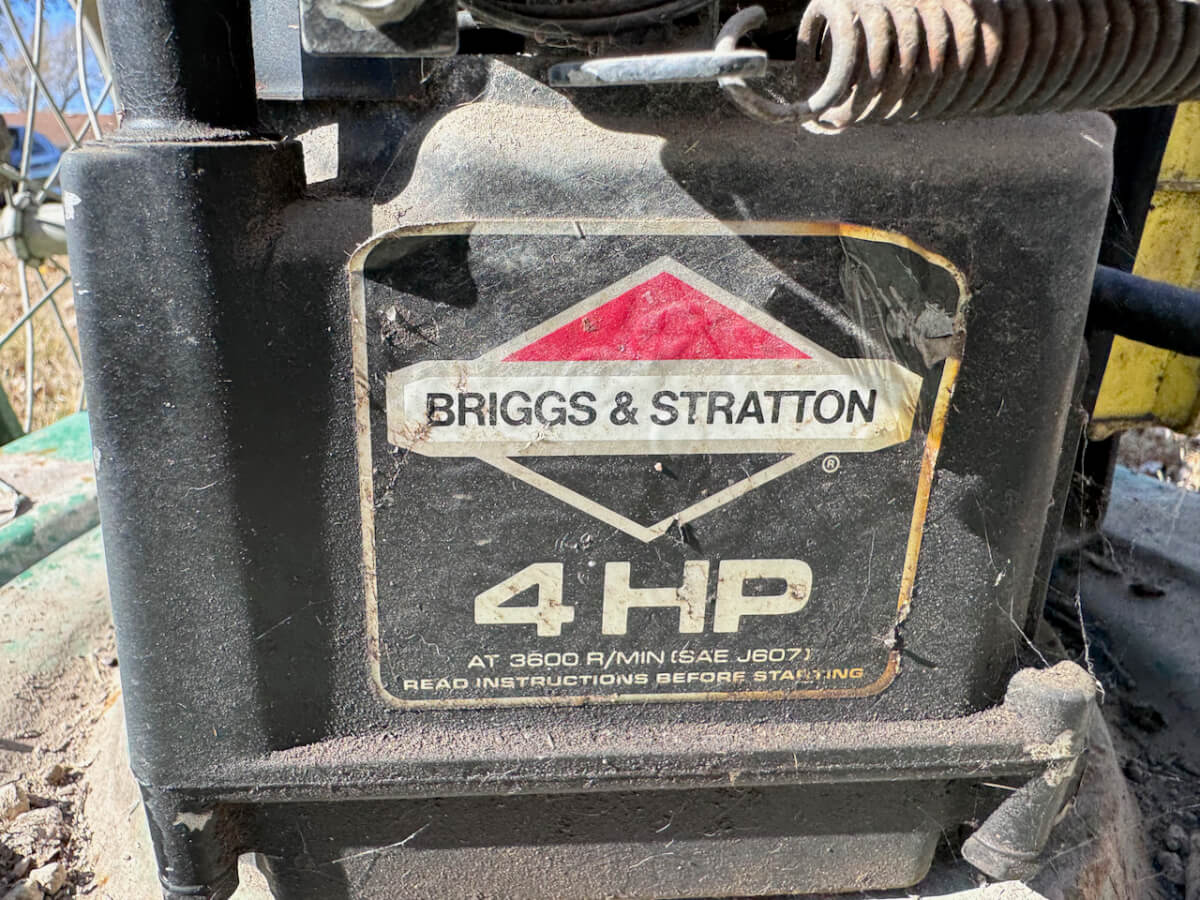 BRIGGS & STRATTON
®
4 HP
AT 3600 R/MIN (SAE J607)
READ INSTRUCTIONS BEFORE STARTING